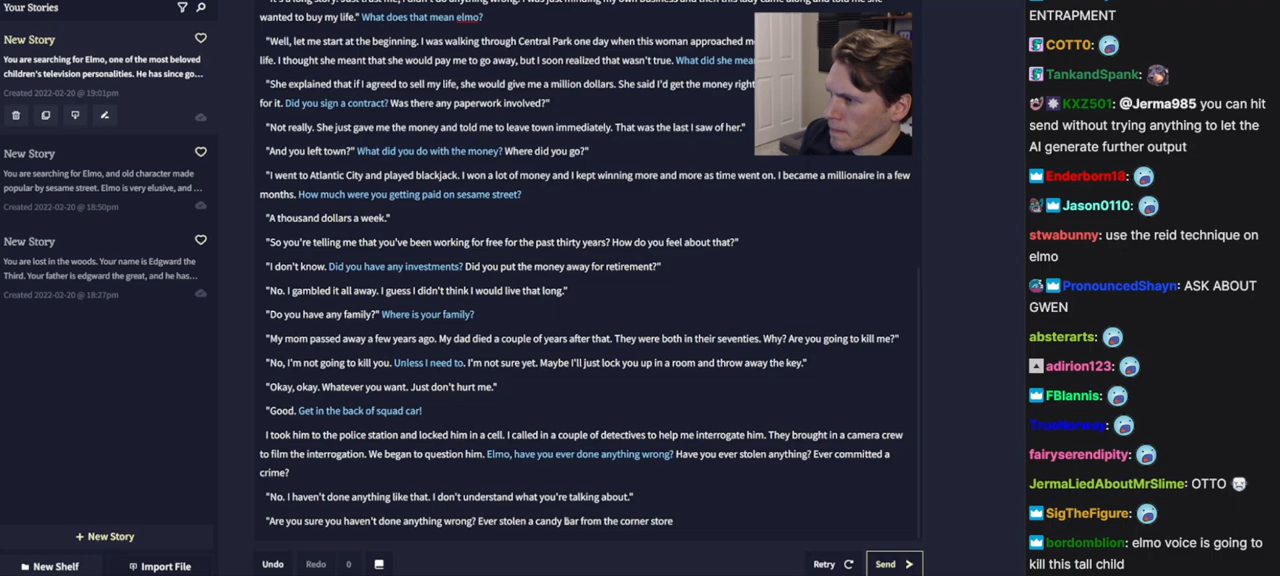 Your Stories
New Story
You are searching for Elmo, one of the most beloved
children's television personalities. He has since go...
Created 2022-02-20 @ 19:01pm
New Story
You are searching for Elmo, and old character made
popular by sesame street. Elmo is very elusive, and ...
Created 2022-02-20 @ 18:50pm
New Story
You are lost in the woods. Your name is Edgward the
Third. Your father is edgward the great, and he has...
Created 2022-02-20 @ 18:27pm
+ New Story
New Shelf
Import File
wanted to buy my life." What does that mean elmo?
"Well, let me start at the beginning. I was walking through Central Park one day when this woman approached m
life. I thought she meant that she would pay me to go away, but I soon realized that wasn't true. What did she mea
"She explained that if I agreed to sell my life, she would give me a million dollars. She said I'd get the money right
for it. Did you sign a contract? Was there any paperwork involved?"
"Not really. She just gave me the money and told me to leave town immediately. That was the last I saw of her."
"And you left town?" What did you do with the money? Where did you go?"
"I went to Atlantic City and played blackjack. I won a lot of money and I kept winning more and more as time went on. I became a millionaire in a few
months. How much were you getting paid on sesame street?
"A thousand dollars a week."
"So you're telling me that you've been working for free for the past thirty years? How do you feel about that?"
"I don't know. Did you have any investments? Did you put the money away for retirement?"
"No. I gambled it all away. I guess I didn't think I would live that long."
"Do you have any family?" Where is your family?
"My mom passed away a few years ago. My dad died a couple of years after that. They were both in their seventies. Why? Are you going to kill me?"
"No, I'm not going to kill you. Unless I need to. I'm not sure yet. Maybe I'll just lock you up in a room and throw away the key."
"Okay, okay. Whatever you want. Just don't hurt me."
"Good. Get in the back of squad car!
I took him to the police station and locked him in a cell. I called in a couple of detectives to help me interrogate him. They brought in a camera crew
to film the interrogation. We began to question him. Elmo, have you ever done anything wrong? Have you ever stolen anything? Ever committed a
crime?
"No. I haven't done anything like that. I don't understand what you're talking about."
"Are you sure you haven't done anything wrong? Ever stolen a candy bar from the corner store
Undo
Redo
0
Retry
Send
ENTRAPMENT
COTT0:
TankandSpank:
KXZ501: @Jerma985 you can hit
send without trying anything to let the
AI generate further output
Enderborn18:
Jason0110:
stwabunny: use the reid technique on
elmo
PronouncedShayn: ASK ABOUT
GWEN
absterarts:
adirion123:
FBIannis:
TrueNorway:
fairyserendipity:
JermaLiedAboutMrSlime: OTTO
SigTheFigure:
bordomblion: elmo voice is going to
kill this tall child